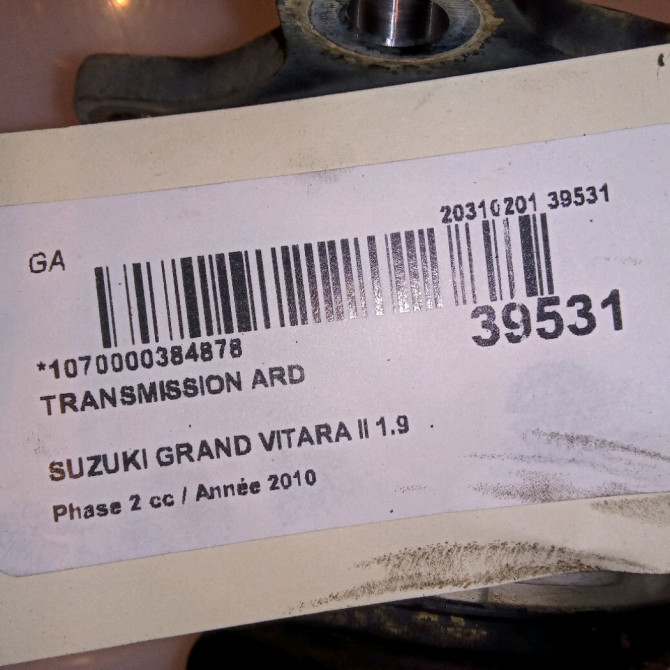 20310201 39531
GA
39531
*1070000384878
TRANSMISSION ARD
SUZUKI GRAND VITARA II 1.9
Phase 2 cc / Année 2010